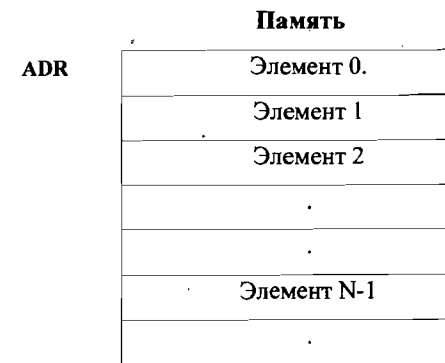 Память
ADR Элемент 0.
Элемент 1
Элемент 2
.
.
Элемент N-1
.